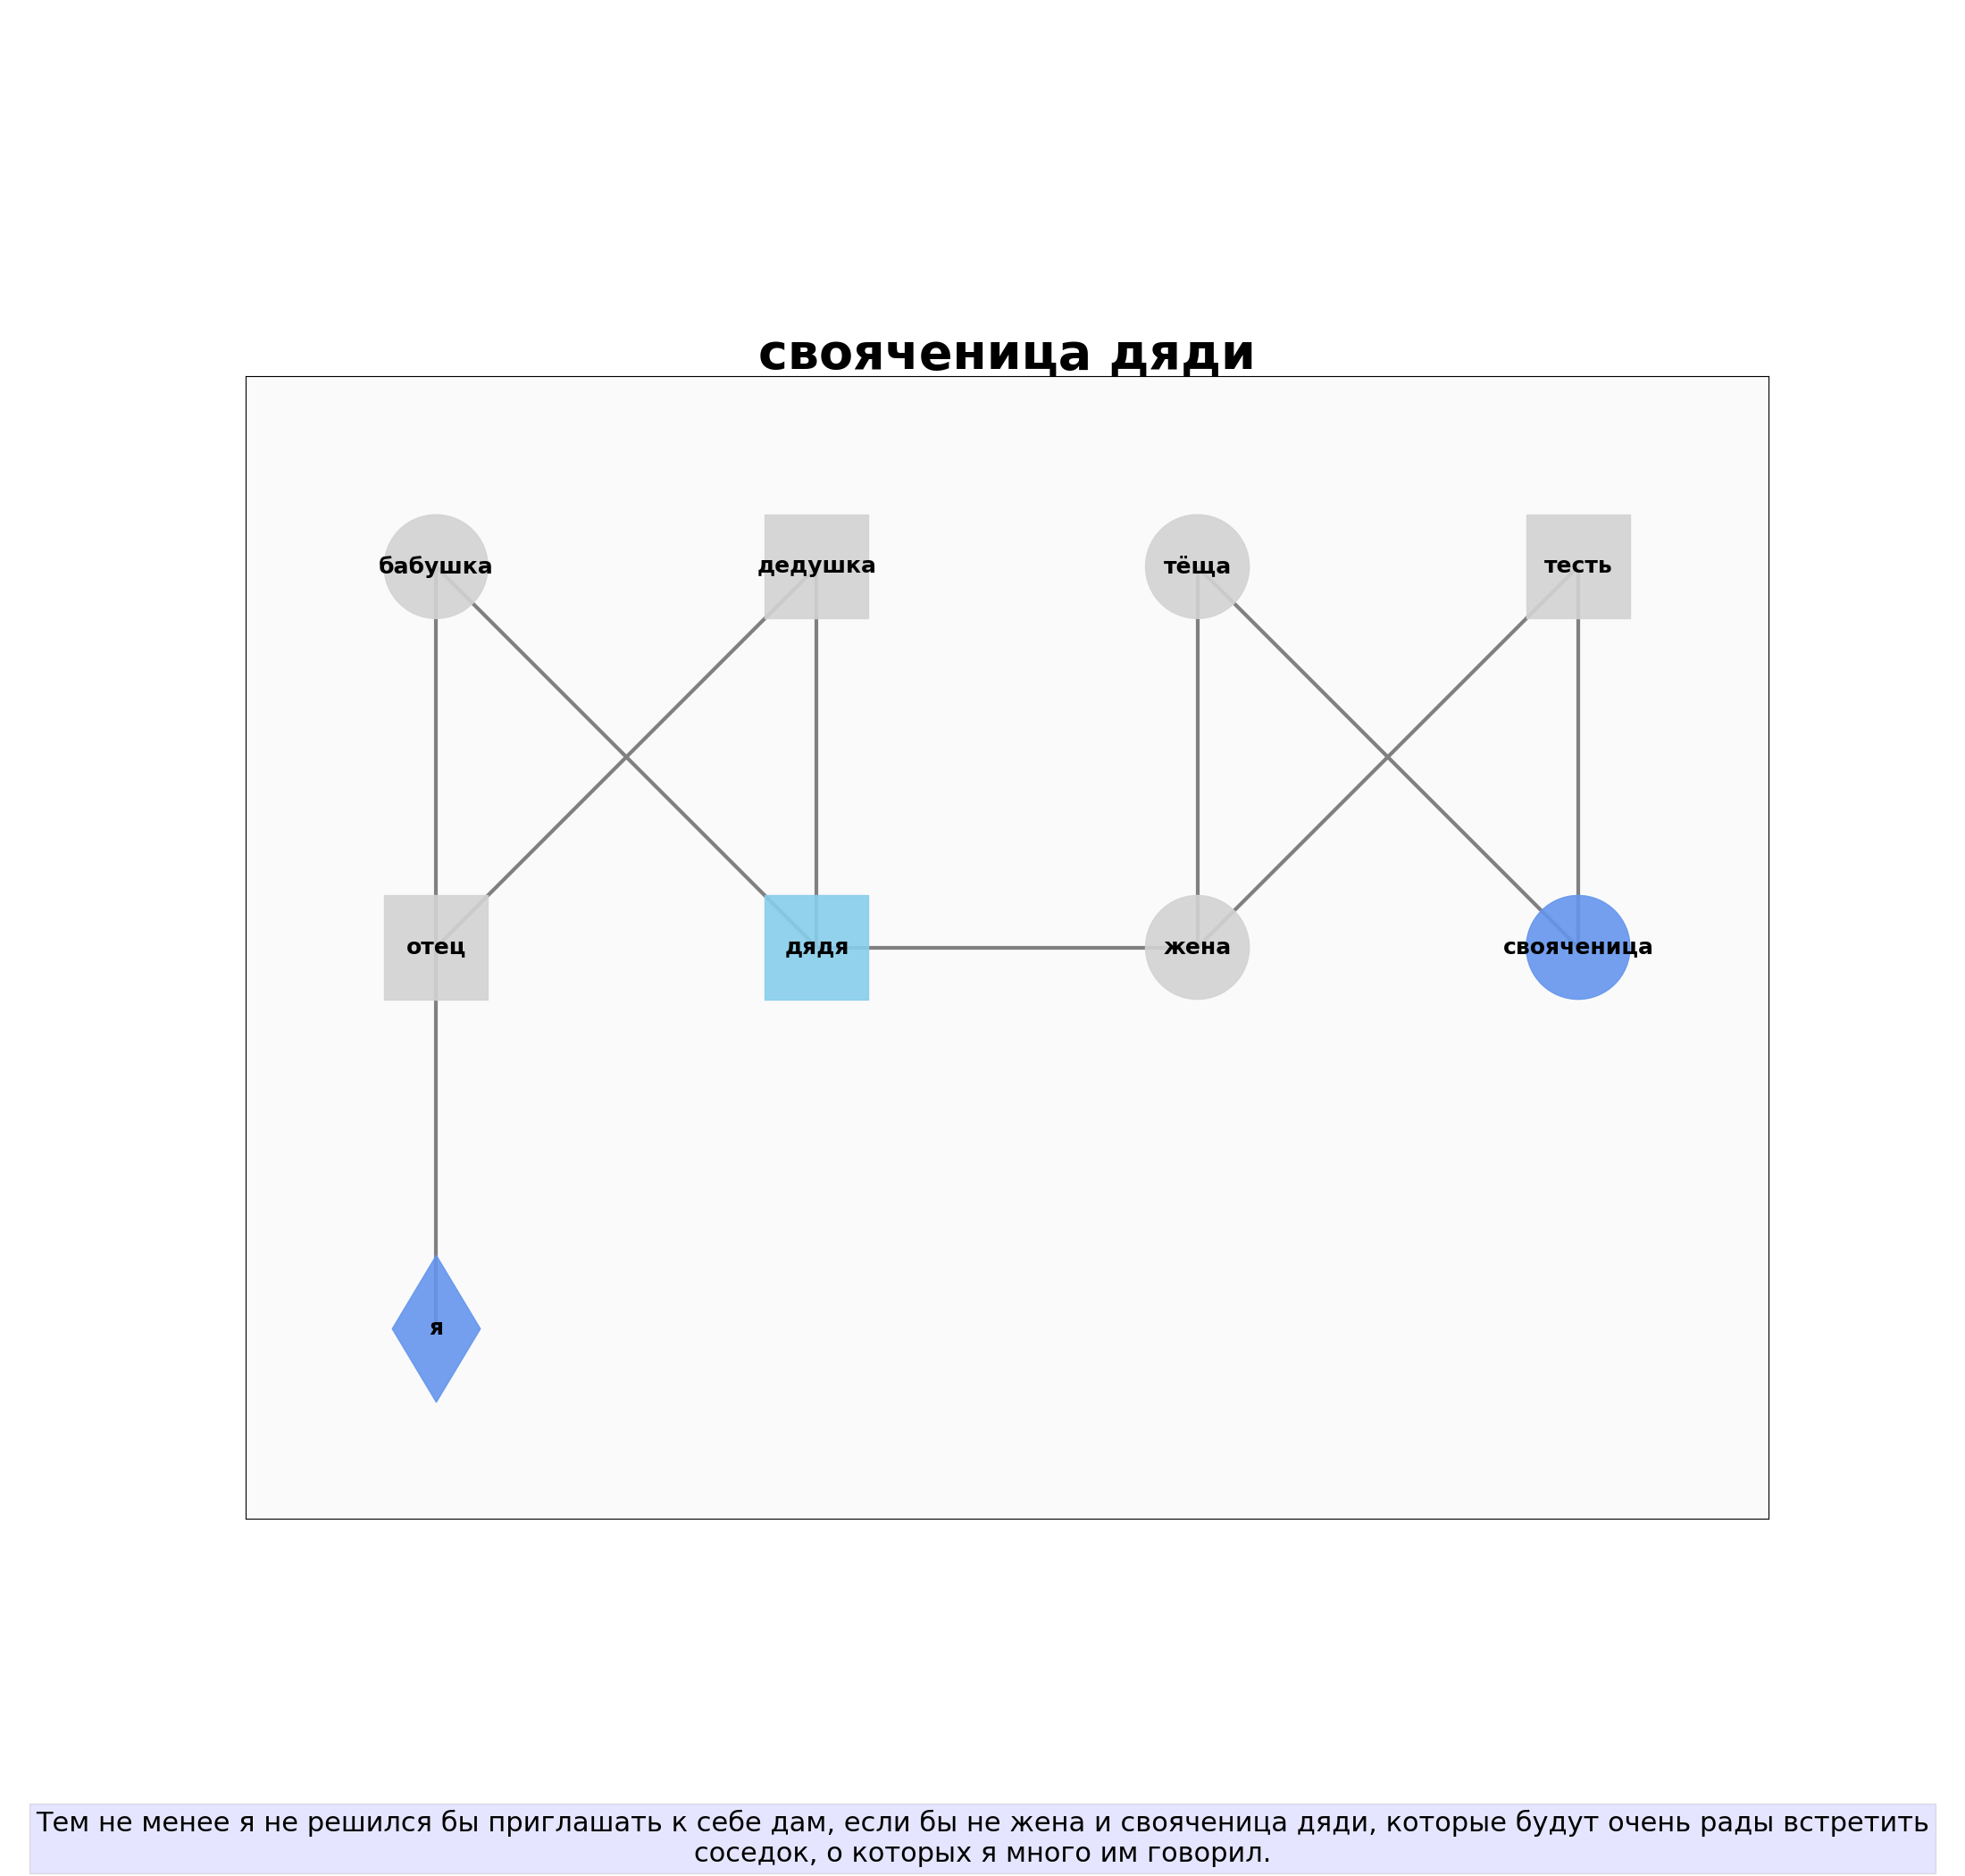 свояченица дяди
бабушка
дедушка
тёща
тесть
отец
дядя
жена
свояченица
я
Тем не менее я не решился бы приглашать к себе дам, если бы не жена и свояченица дяди, которые будут очень рады встретить
соседок, о которых я много им говорил.